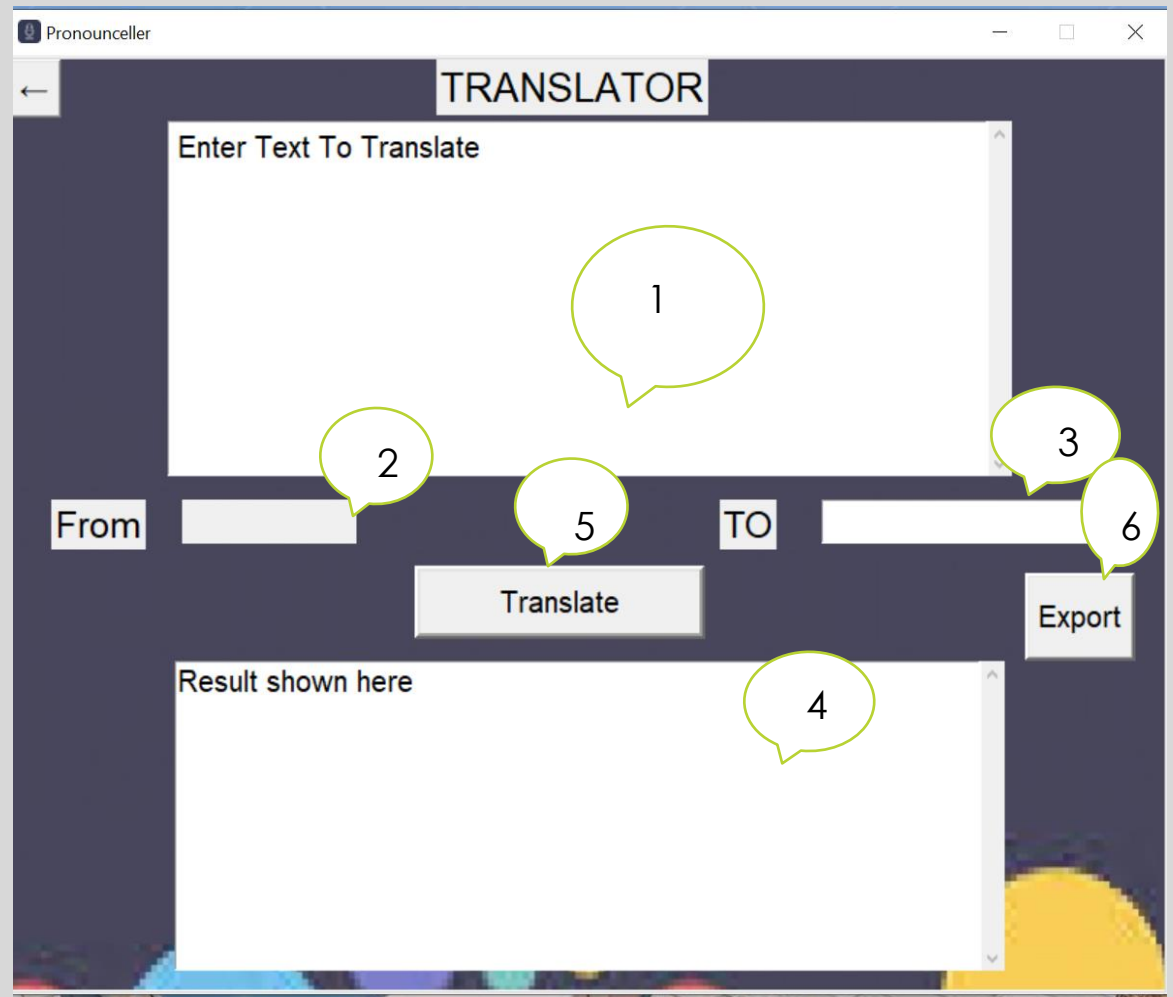 Pronounceller
←
TRANSLATOR
Enter Text To Translate
1
2
3
From
5
TO
6
Translate
Export
Result shown here
4